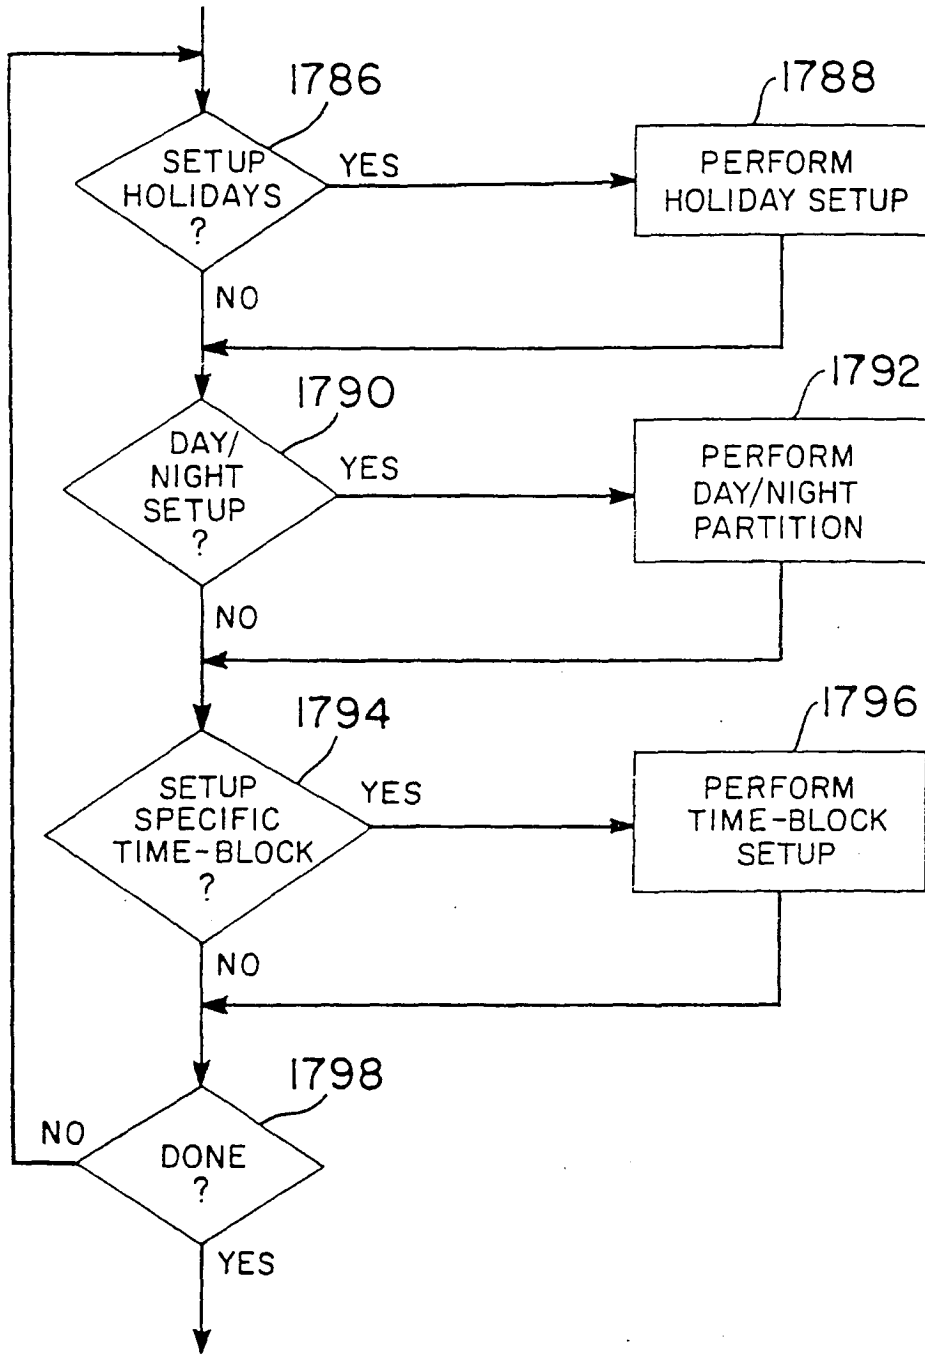 1786
1788
SETUP
HOLIDAYS
?
YES
PERFORM
HOLIDAY SETUP
NO
1790
1792
DAY/
NIGHT
SETUP
?
YES
PERFORM
DAY/NIGHT
PARTITION
NO
1794
1796
SETUP
SPECIFIC
TIME-BLOCK
?
YES
PERFORM
TIME-BLOCK
SETUP
NO
1798
NO
DONE
?
YES